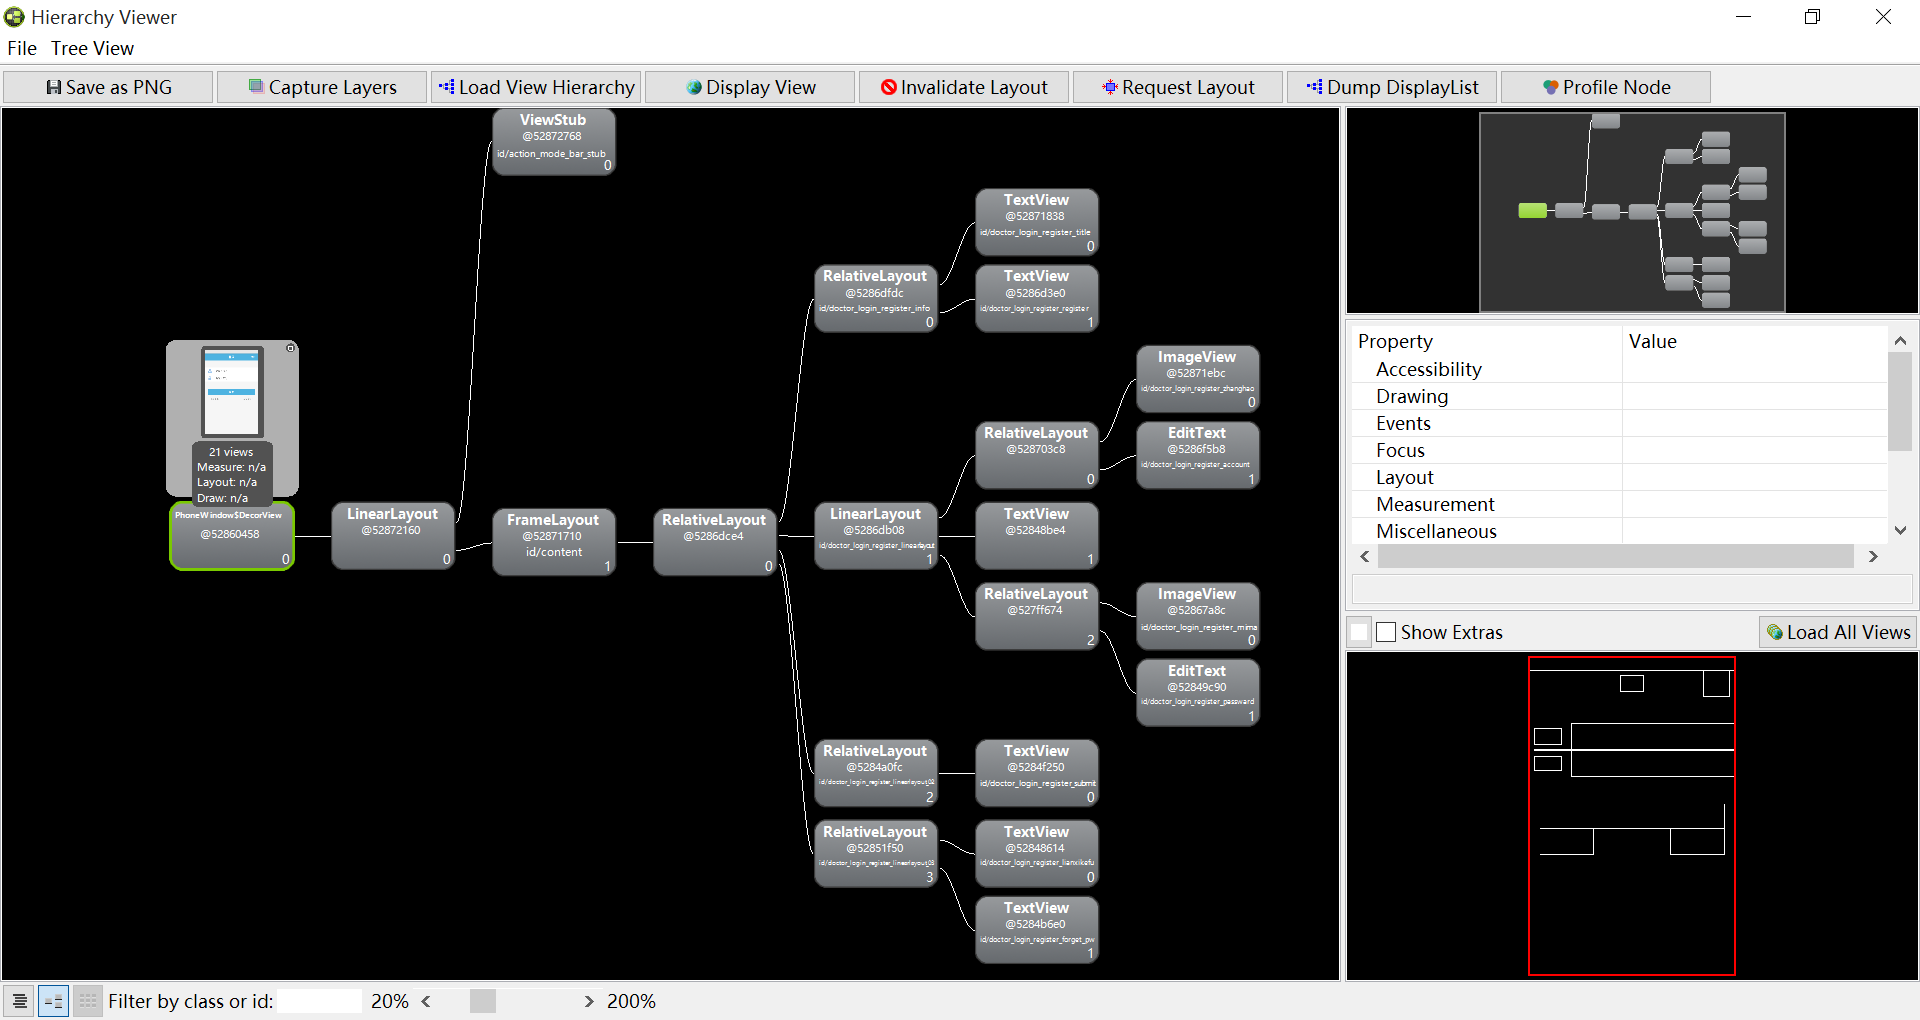 Hierarchy Viewer
File Tree View
Save as PNG
Capture Layers
Load View Hierarchy
Display View
Invalidate Layout
Request Layout
Dump DisplayList
Profile Node
ViewStub
@52872768
id/action_mode_bar_stub
0
TextView
@52871838
id/doctor_login_register_title
0
RelativeLayout
@5286dfdc
id/doctor_login_register_info
0
TextView
@5286d3e0
id/doctor_login_register_register
1
ImageView
@52871ebc
id/doctor_login_register_zhanghao
0
RelativeLayout
@528703c8
0
EditText
@5286f5b8
id/doctor_login_register_account
1
21 views
Measure: n/a
Layout: n/a
Draw: n/a
PhoneWindow$DecorView
@52860458
0
LinearLayout
@52872160
0
FrameLayout
@52871710
id/content
1
RelativeLayout
@5286dce4
0
LinearLayout
@5286db08
id/doctor_login_register_linearlayout
1
TextView
@52848be4
1
RelativeLayout
@527ff674
2
ImageView
@52867a8c
id/doctor_login_register_mima
0
EditText
@52849c90
id/doctor_login_register_passward
1
RelativeLayout
@5284a0fc
id/doctor_login_register_linearlayout_02
2
TextView
@5284f250
id/doctor_login_register_submit
0
RelativeLayout
@52851f50
id/doctor_login_register_linearlayout_03
3
TextView
@52848614
id/doctor_login_register_lianxikefu
0
TextView
@5284b6e0
id/doctor_login_register_forget_pw
1
Property Value
Accessibility
Drawing
Events
Focus
Layout
Measurement
Miscellaneous
Show Extras
Load All Views
Filter by class or id:
20%
200%